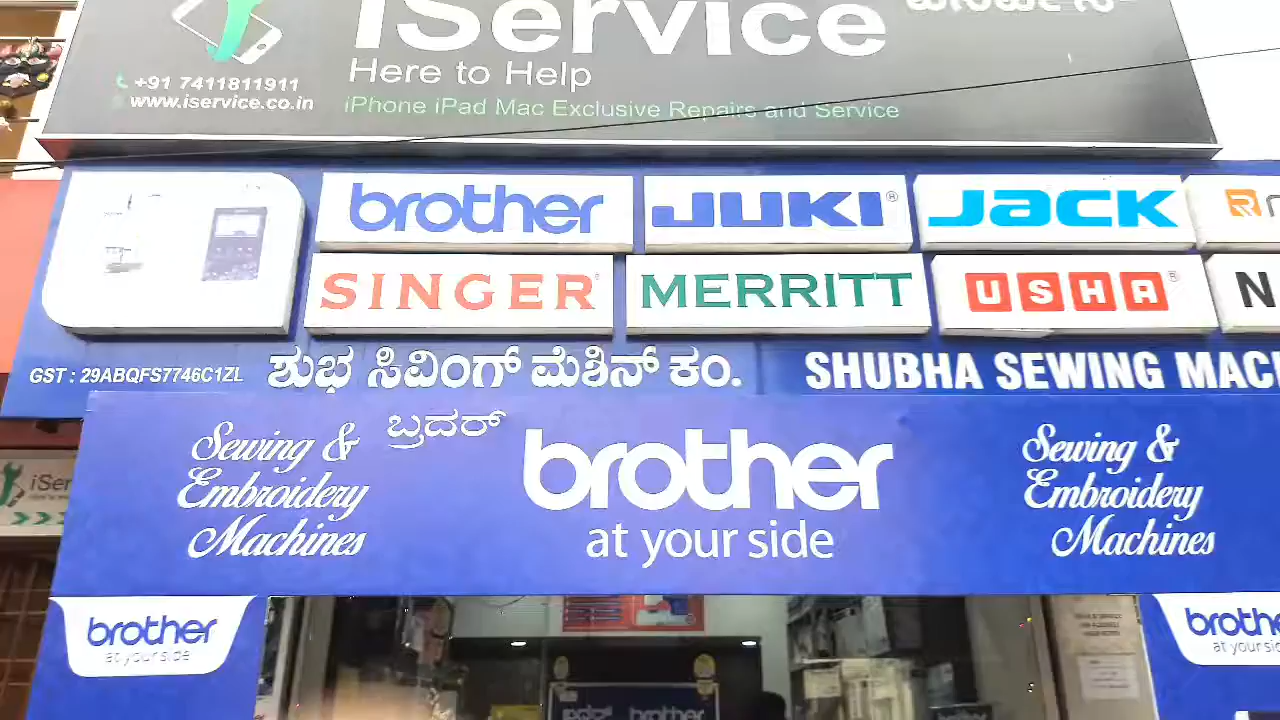 iService
Here to Help
+91 7411811911
www.iservice.co.in
iPhone iPad Mac Exclusive Repairs and Service
brother
JUKI®
JACK
SINGER®
MERRITT
USHA®
GST : 29ABQFS7746C1ZL
ಶುಭ ಸಿವಿಂಗ್ ಮೆಶಿನ್ ಕಂ.
SHUBHA SEWING
Sewing &
Embroidery
Machines
ಬ್ರದರ್
brother
at your side
Sewing &
Embroidery
Machines
brother
at your side
brother
at your
ಬ್ರದರ್ brother